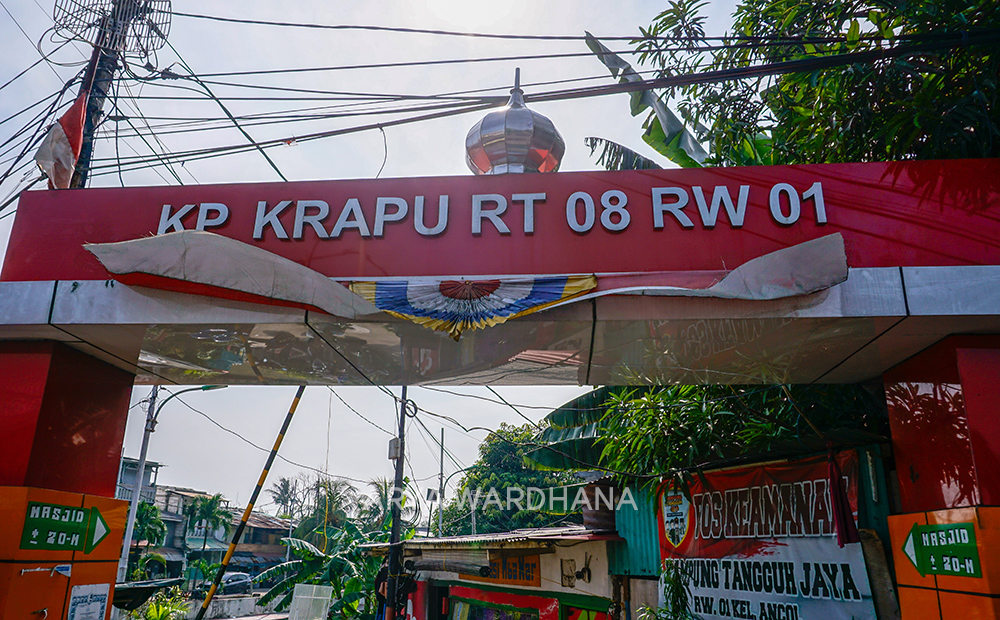 KP KRAPU RT 08 RW 01
MASJID
± 20-M
MASJID
± 20-M
POS KEAMANAN
KAMPUNG TANGGUH JAYA
RW. 01 KEL. ANCOL
WARDHANA